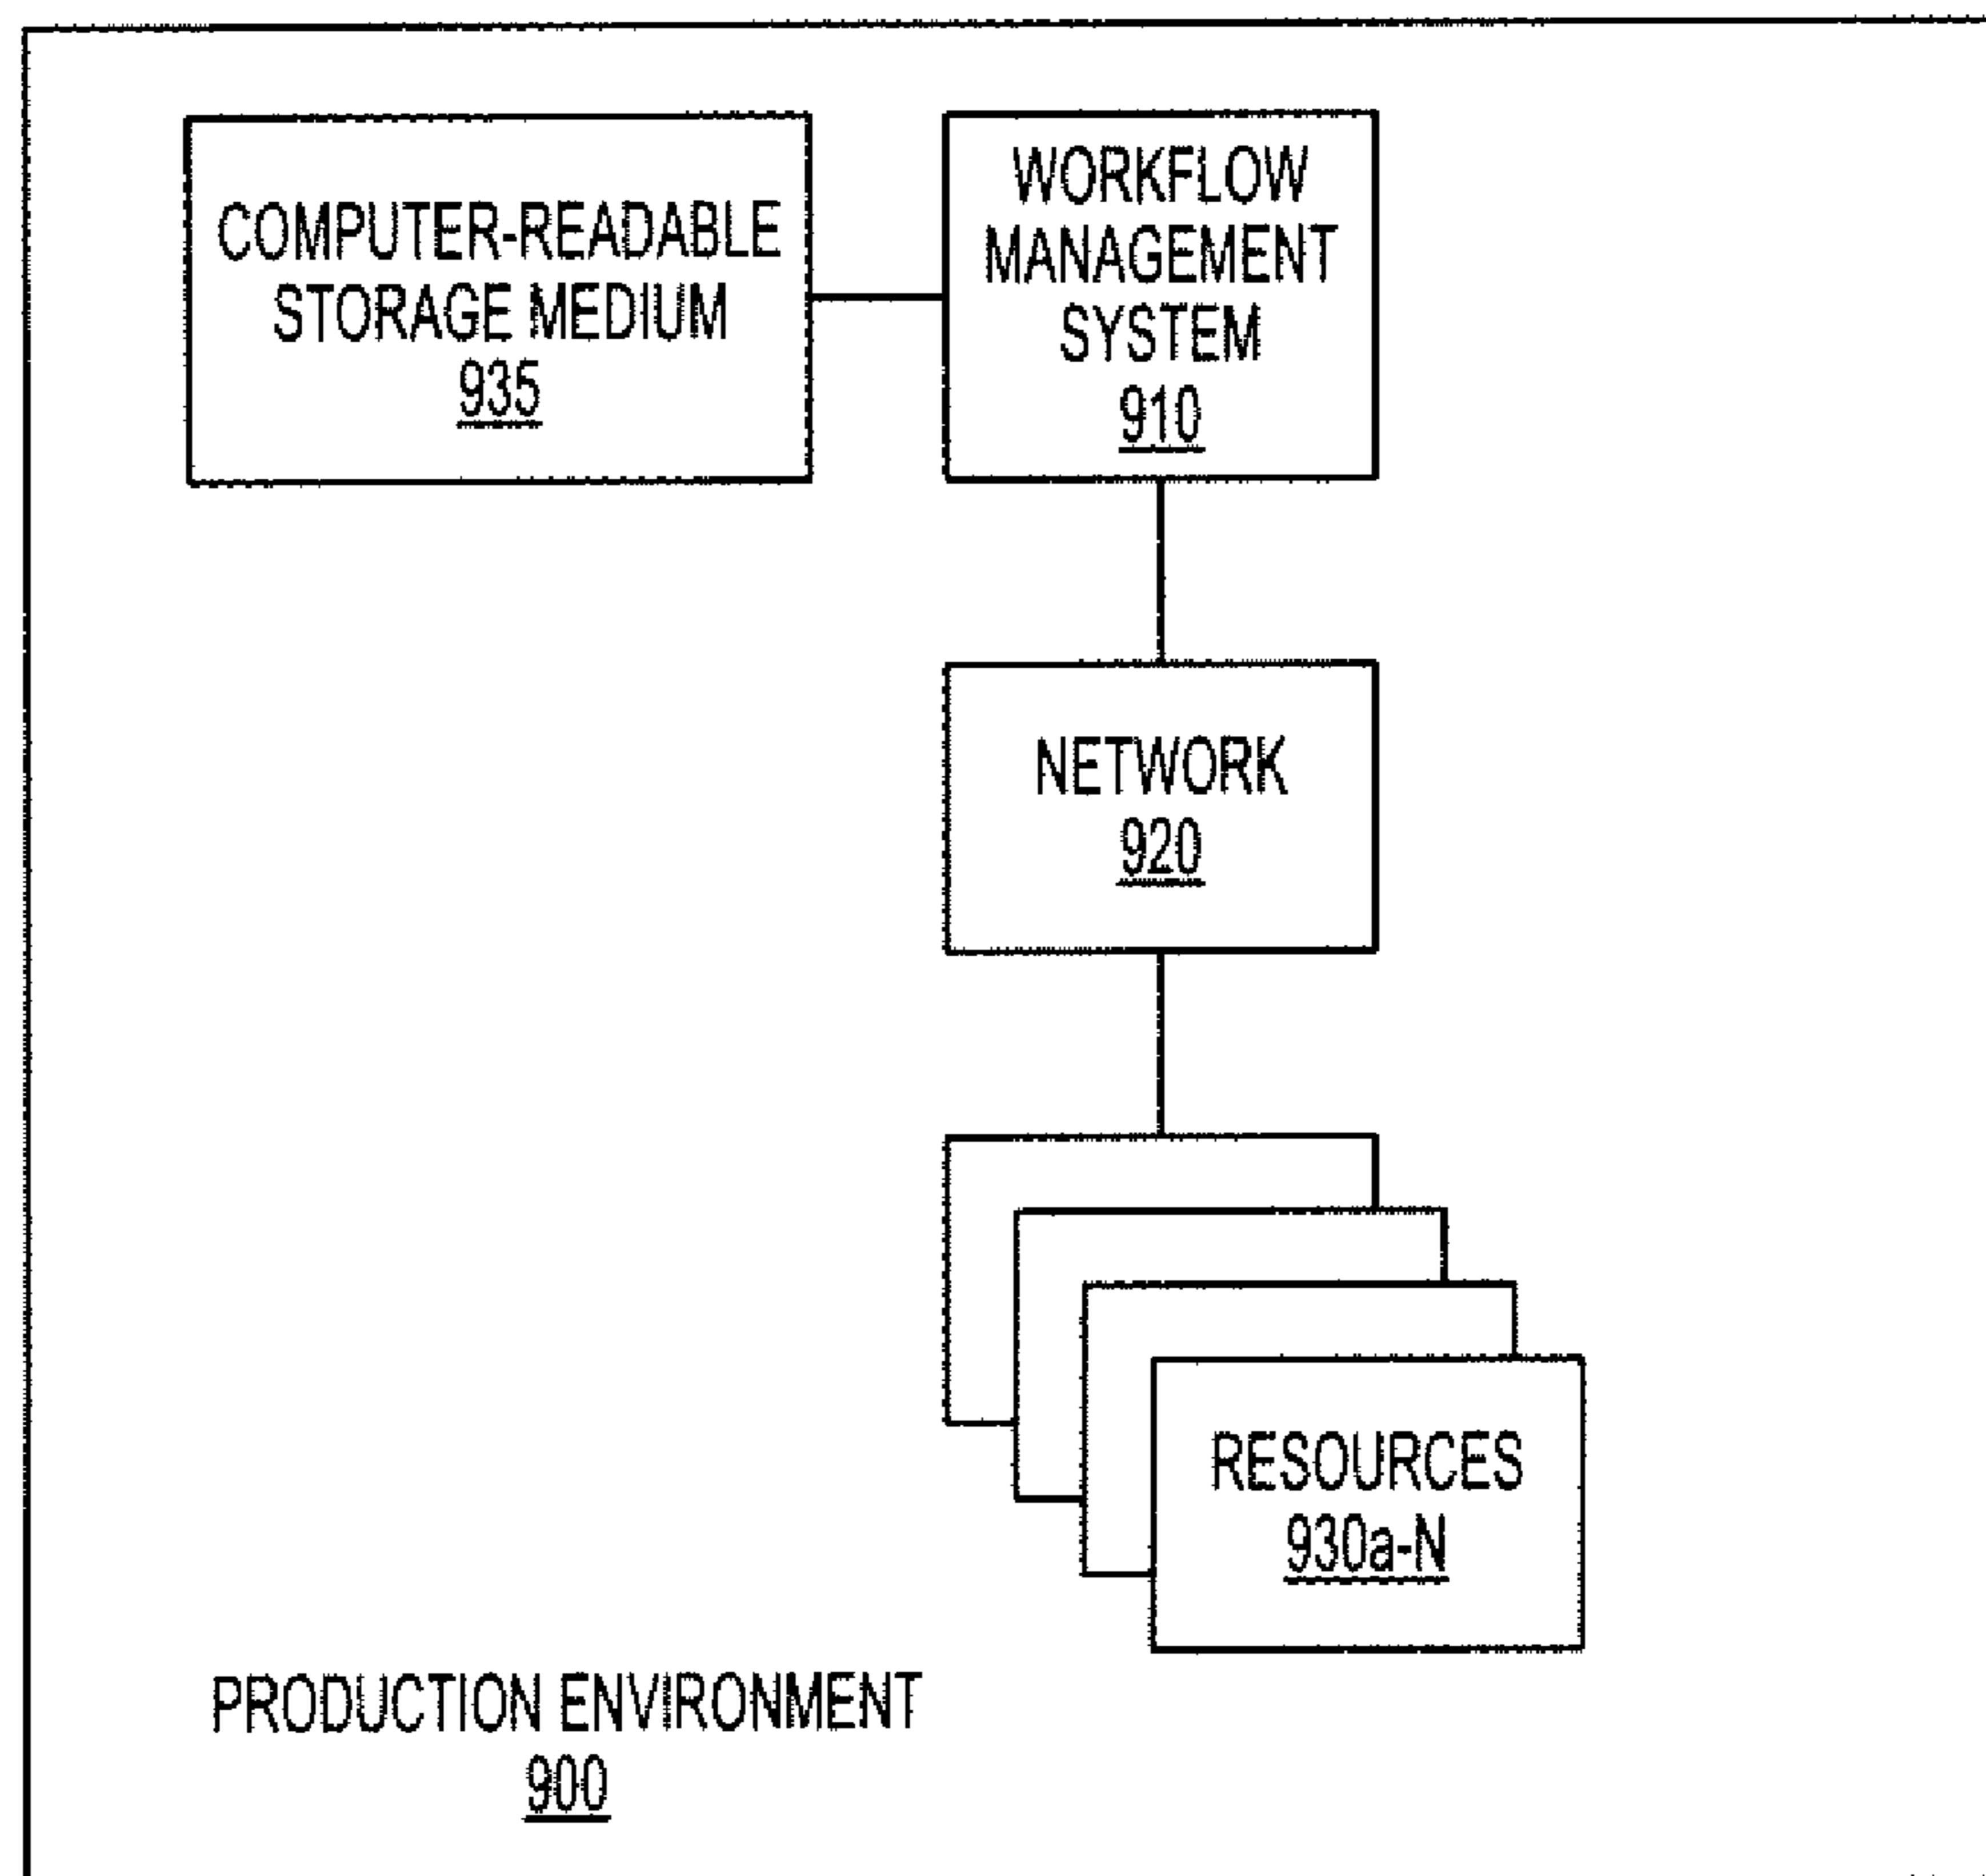 COMPUTER-READABLE
STORAGE MEDIUM
935
WORKFLOW
MANAGEMENT
SYSTEM
910
NETWORK
920
RESOURCES
930a-N
PRODUCTION ENVIRONMENT
900